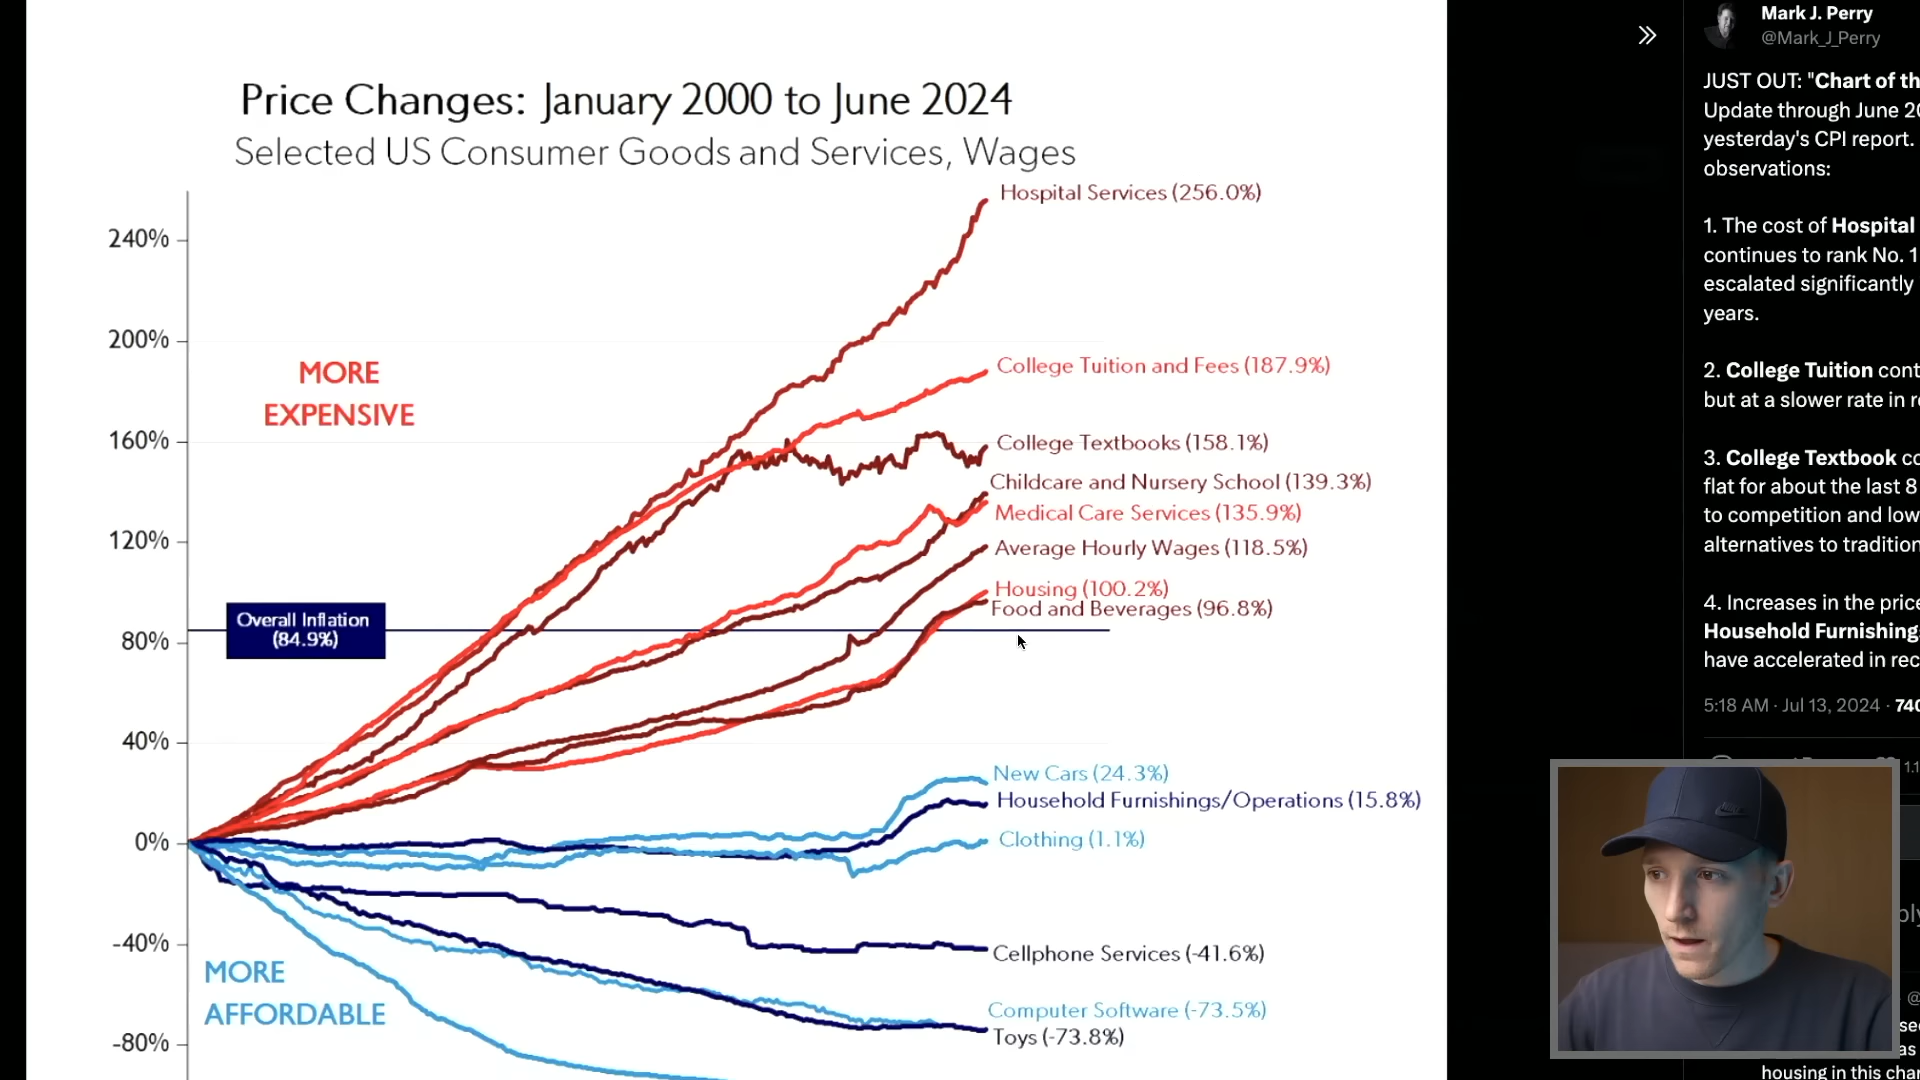 Price Changes: January 2000 to June 2024
Selected US Consumer Goods and Services, Wages
240%
200%
160%
120%
80%
40%
0%
-40%
-80%
MORE
EXPENSIVE
Overall Inflation
(84.9%)
MORE
AFFORDABLE
Hospital Services (256.0%)
College Tuition and Fees (187.9%)
College Textbooks (158.1%)
Childcare and Nursery School (139.3%)
Medical Care Services (135.9%)
Average Hourly Wages (118.5%)
Housing (100.2%)
Food and Beverages (96.8%)
New Cars (24.3%)
Household Furnishings/Operations (15.8%)
Clothing (1.1%)
Cellphone Services (-41.6%)
Computer Software (-73.5%)
Toys (-73.8%)
Mark J. Perry
@Mark_J_Perry
JUST OUT: "Chart of th
Update through June 20
yesterday's CPI report.
observations:
1. The cost of Hospital
continues to rank No. 1
escalated significantly
years.
2. College Tuition cont
but at a slower rate in r
3. College Textbook co
flat for about the last 8
to competition and low
alternatives to tradition
4. Increases in the price
Household Furnishing
have accelerated in rec
5:18 AM · Jul 13, 2024 · 740
1.1
@
as
housing in this char